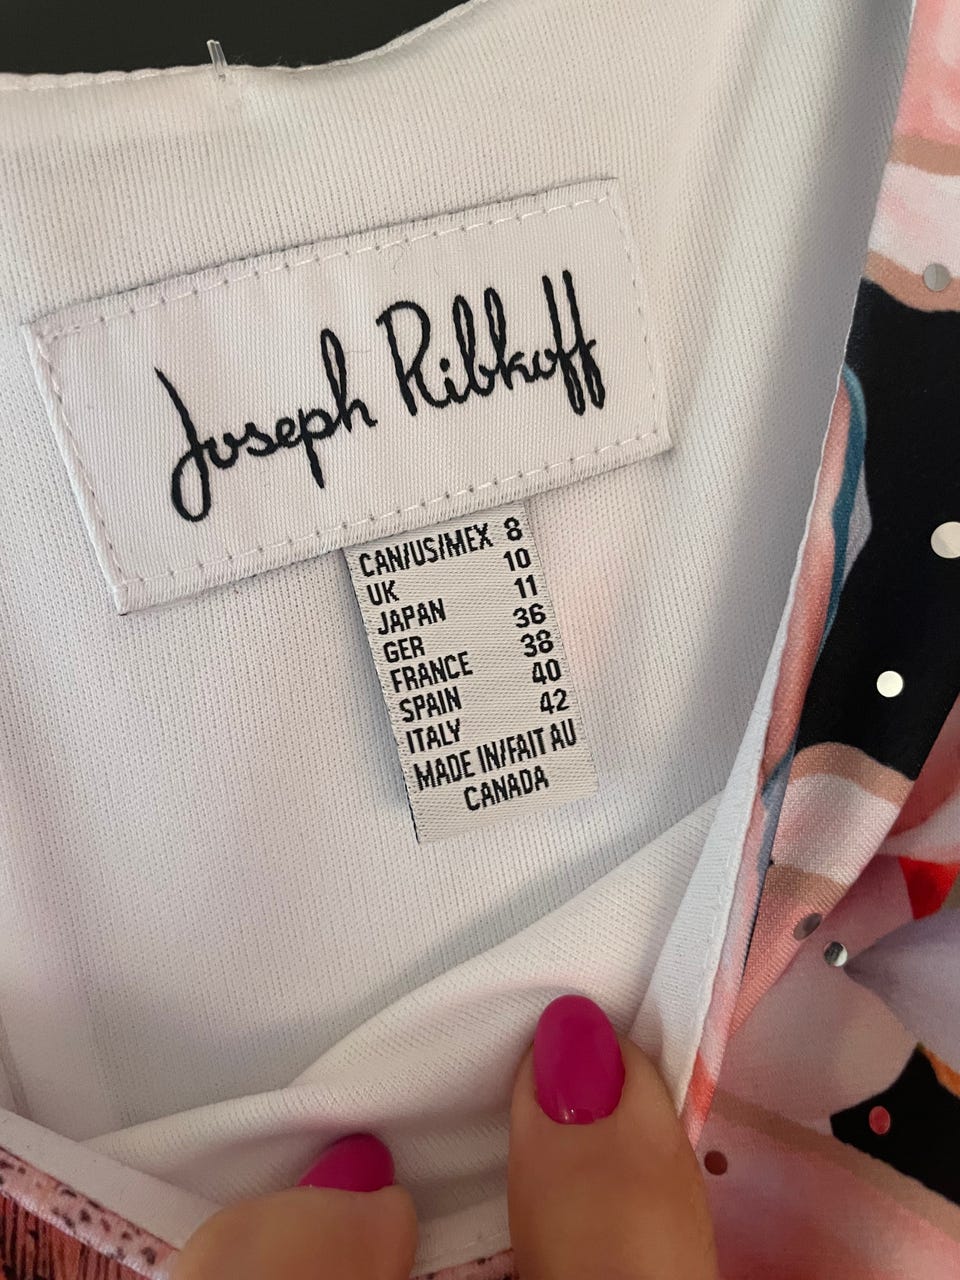 Joseph Ribkoff
CAN/US/MEX 8
UK 10
JAPAN 11
GER 36
FRANCE 38
SPAIN 40
ITALY 42
MADE IN/FAIT AU
CANADA